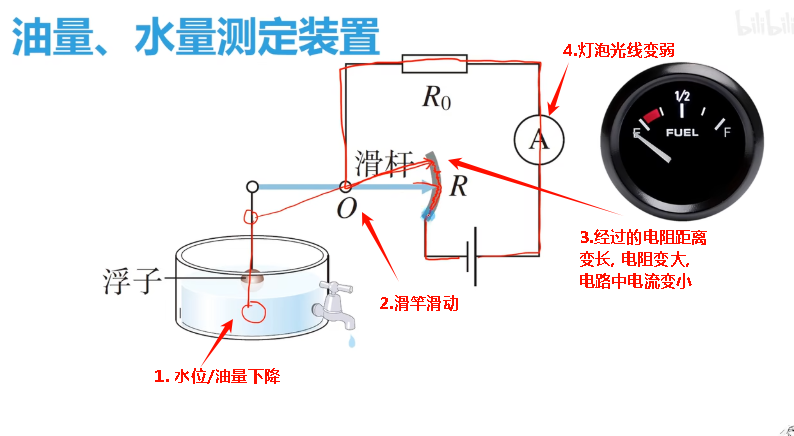 油量、水量测定装置
bilibili
4.灯泡光线变弱
R0
A
1/2
E
FUEL
F
滑杆
R
O
3.经过的电阻距离
变长, 电阻变大,
电路中电流变小
浮子
2.滑竿滑动
1. 水位/油量下降